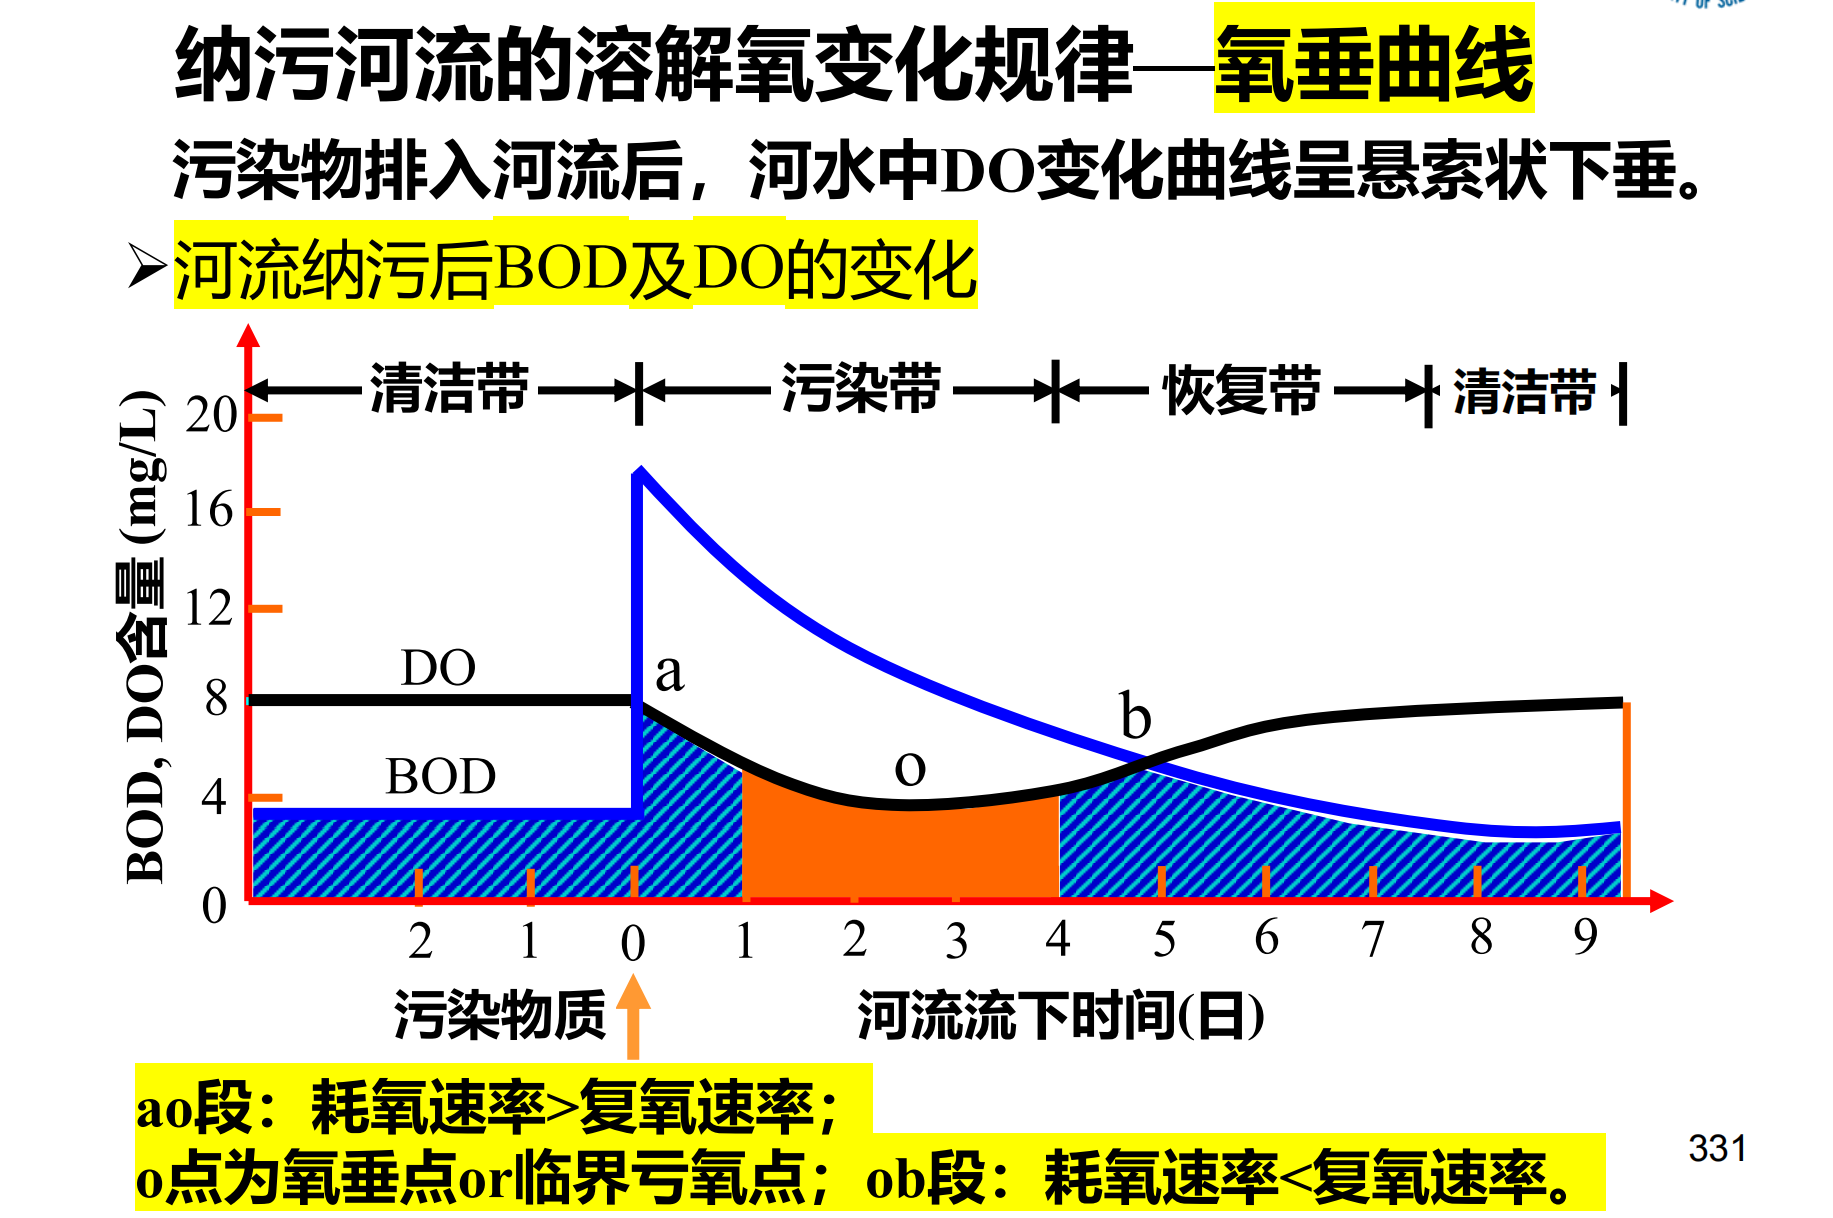 纳污河流的溶解氧变化规律——氧垂曲线
污染物排入河流后，河水中DO变化曲线呈悬索状下垂。
➢河流纳污后BOD及DO的变化
清洁带 污染带 恢复带 清洁带
BOD, DO含量 (mg/L)
20
16
12
8
4
0
DO
BOD
a
o
b
2 1 0 1 2 3 4 5 6 7 8 9
污染物质 河流流下时间(日)
ao段：耗氧速率>复氧速率；
o点为氧垂点or临界亏氧点；ob段：耗氧速率<复氧速率。
331